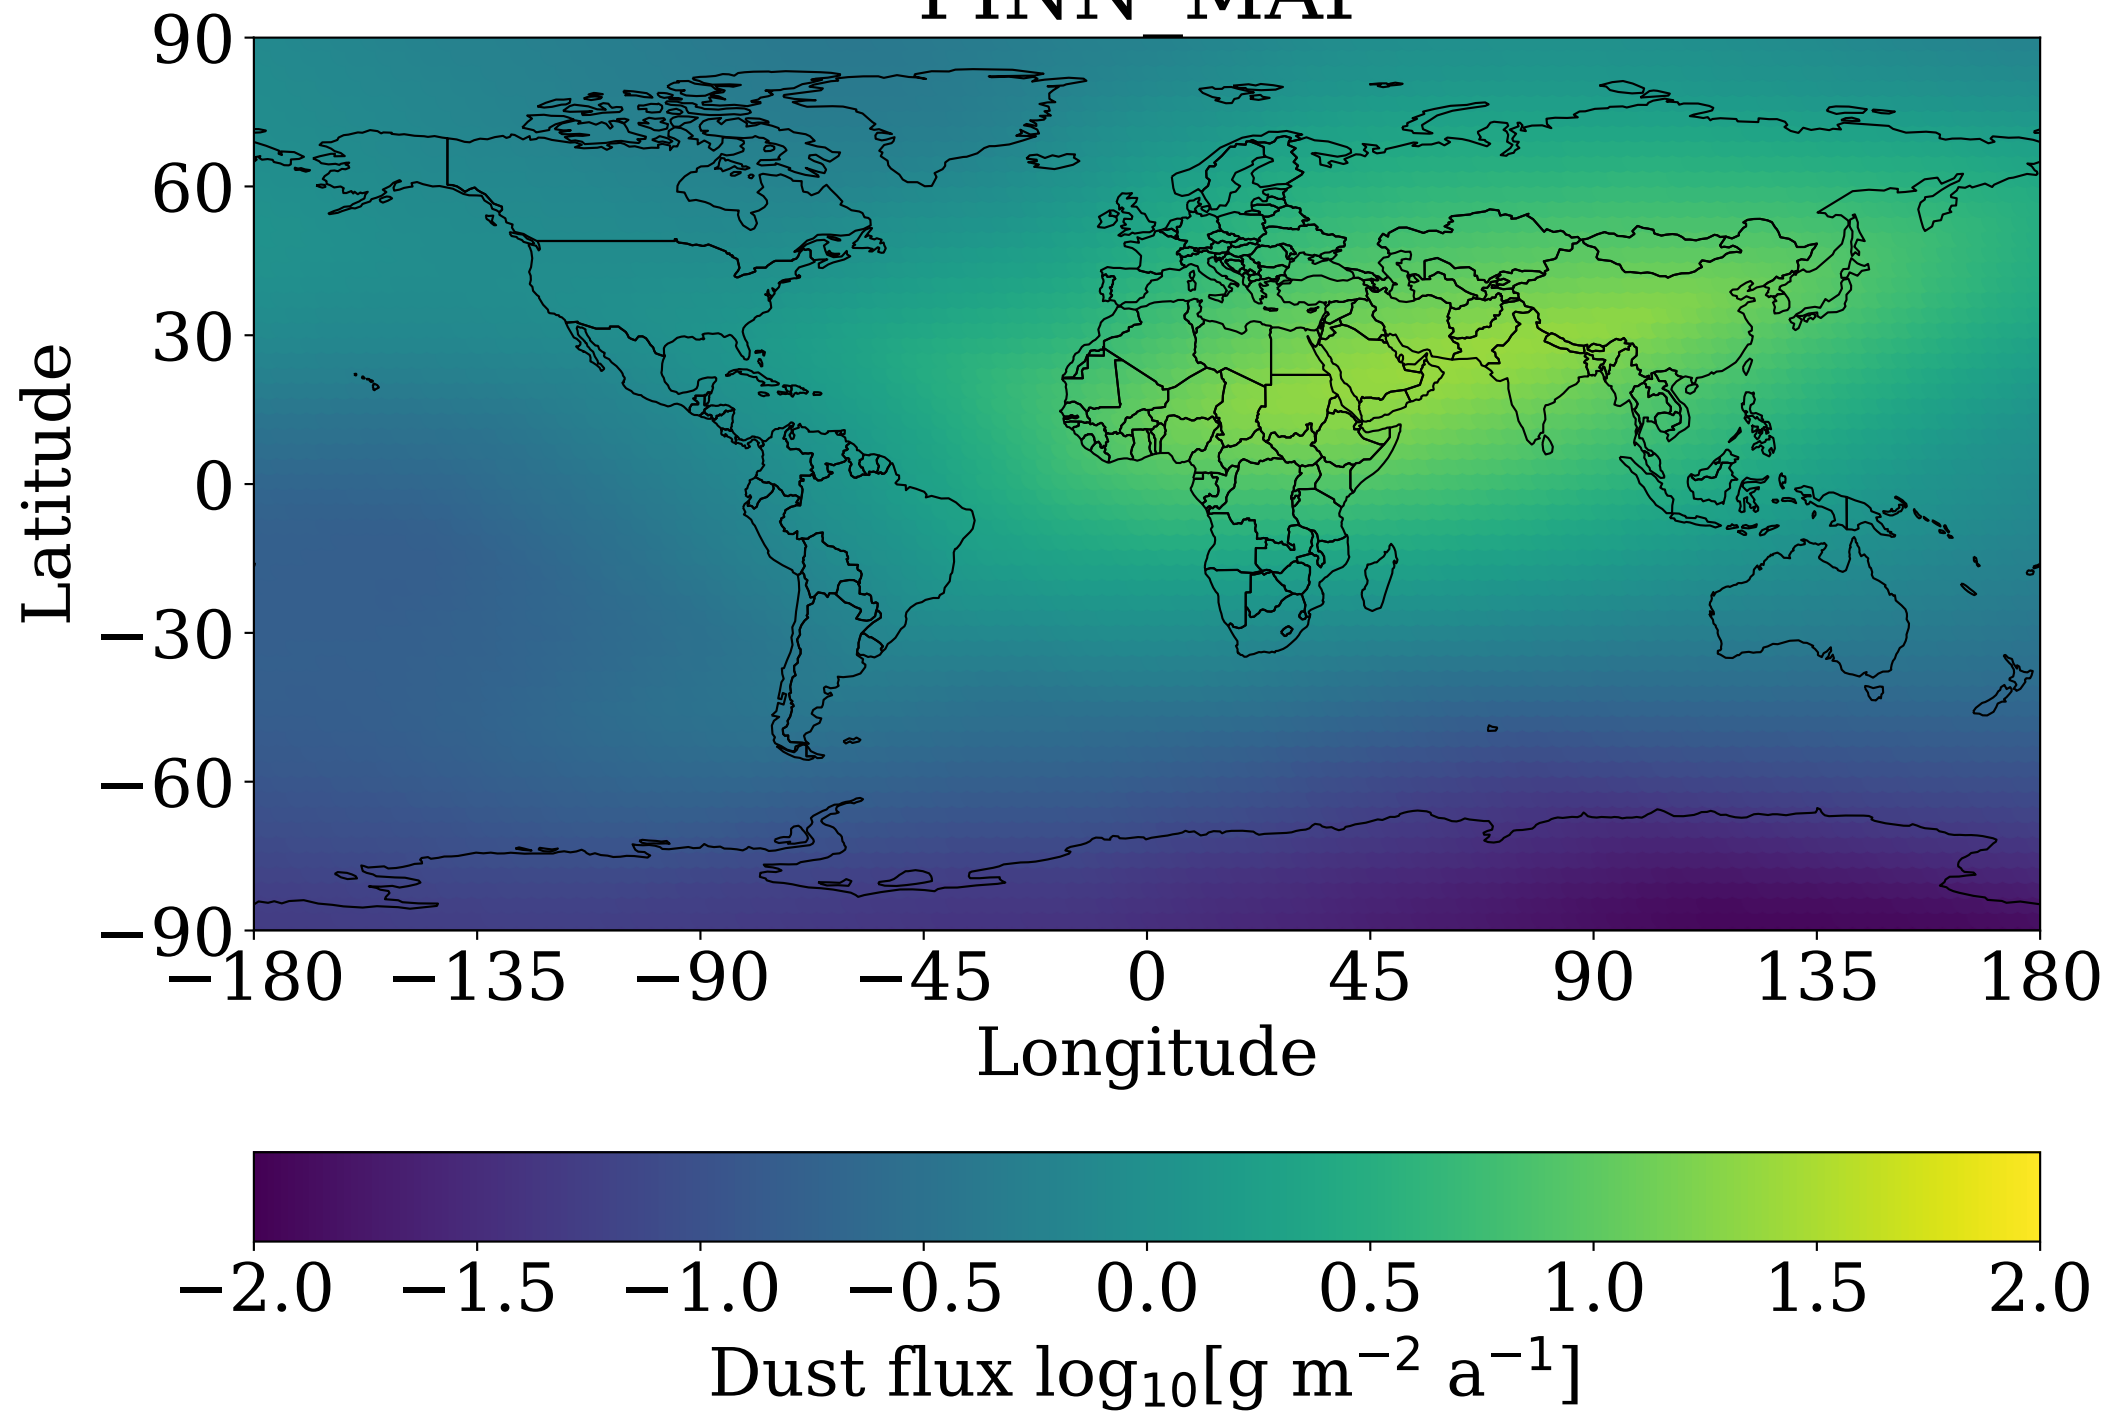 PINN_MAP
90
60
30
0
−30
−60
−90
Latitude
−180 −135 −90 −45 0 45 90 135 180
Longitude
−2.0 −1.5 −1.0 −0.5 0.0 0.5 1.0 1.5 2.0
Dust flux log₁₀[g m⁻² a⁻¹]